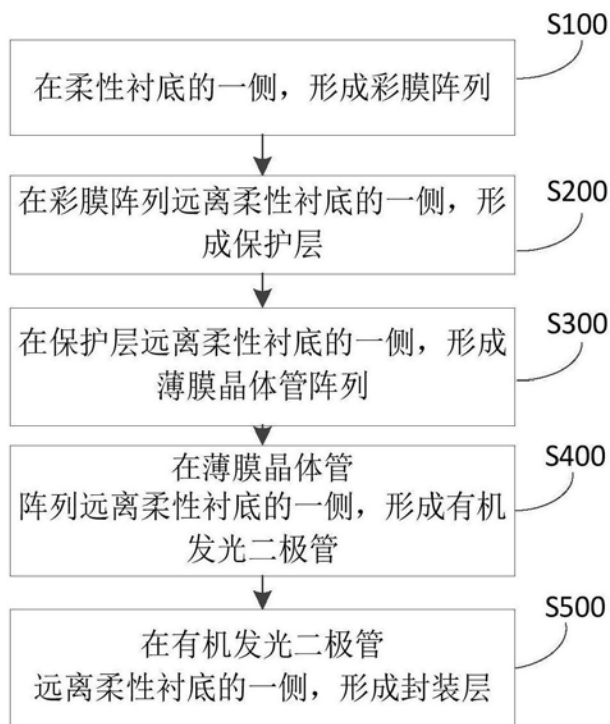 S100
在柔性衬底的一侧，形成彩膜阵列
S200
在彩膜阵列远离柔性衬底的一侧，形
成保护层
S300
在保护层远离柔性衬底的一侧，形成
薄膜晶体管阵列
S400
在薄膜晶体管
阵列远离柔性衬底的一侧，形成有机
发光二极管
S500
在有机发光二极管
远离柔性衬底的一侧，形成封装层